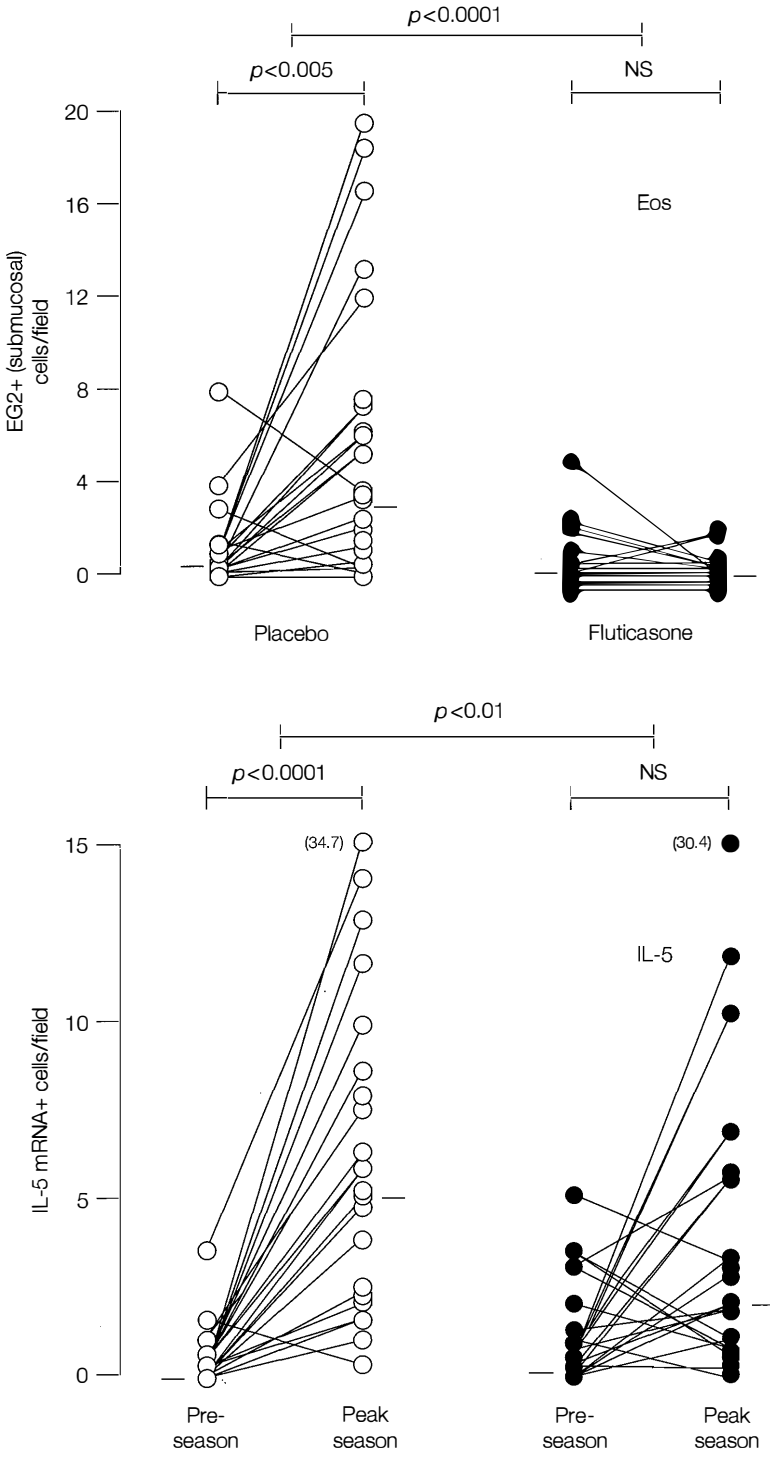 p<0.0001
p<0.005
NS
20
16
12
8
4
0
EG2+ (submucosal)
cells/field
Eos
Placebo
Fluticasone
p<0.01
p<0.0001
NS
15
10
5
0
IL-5 mRNA+ cells/field
(34.7)
(30.4)
IL-5
Pre-
season
Peak
season
Pre-
season
Peak
season